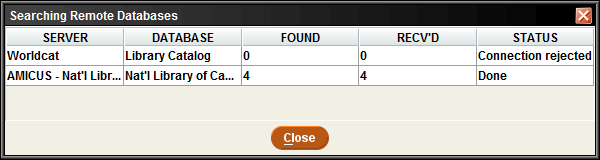 Searching Remote Databases
SERVER DATABASE FOUND RECV'D STATUS
Worldcat Library Catalog 0 0 Connection rejected
AMICUS - Nat'l Libr... Nat'l Library of Ca... 4 4 Done
Close